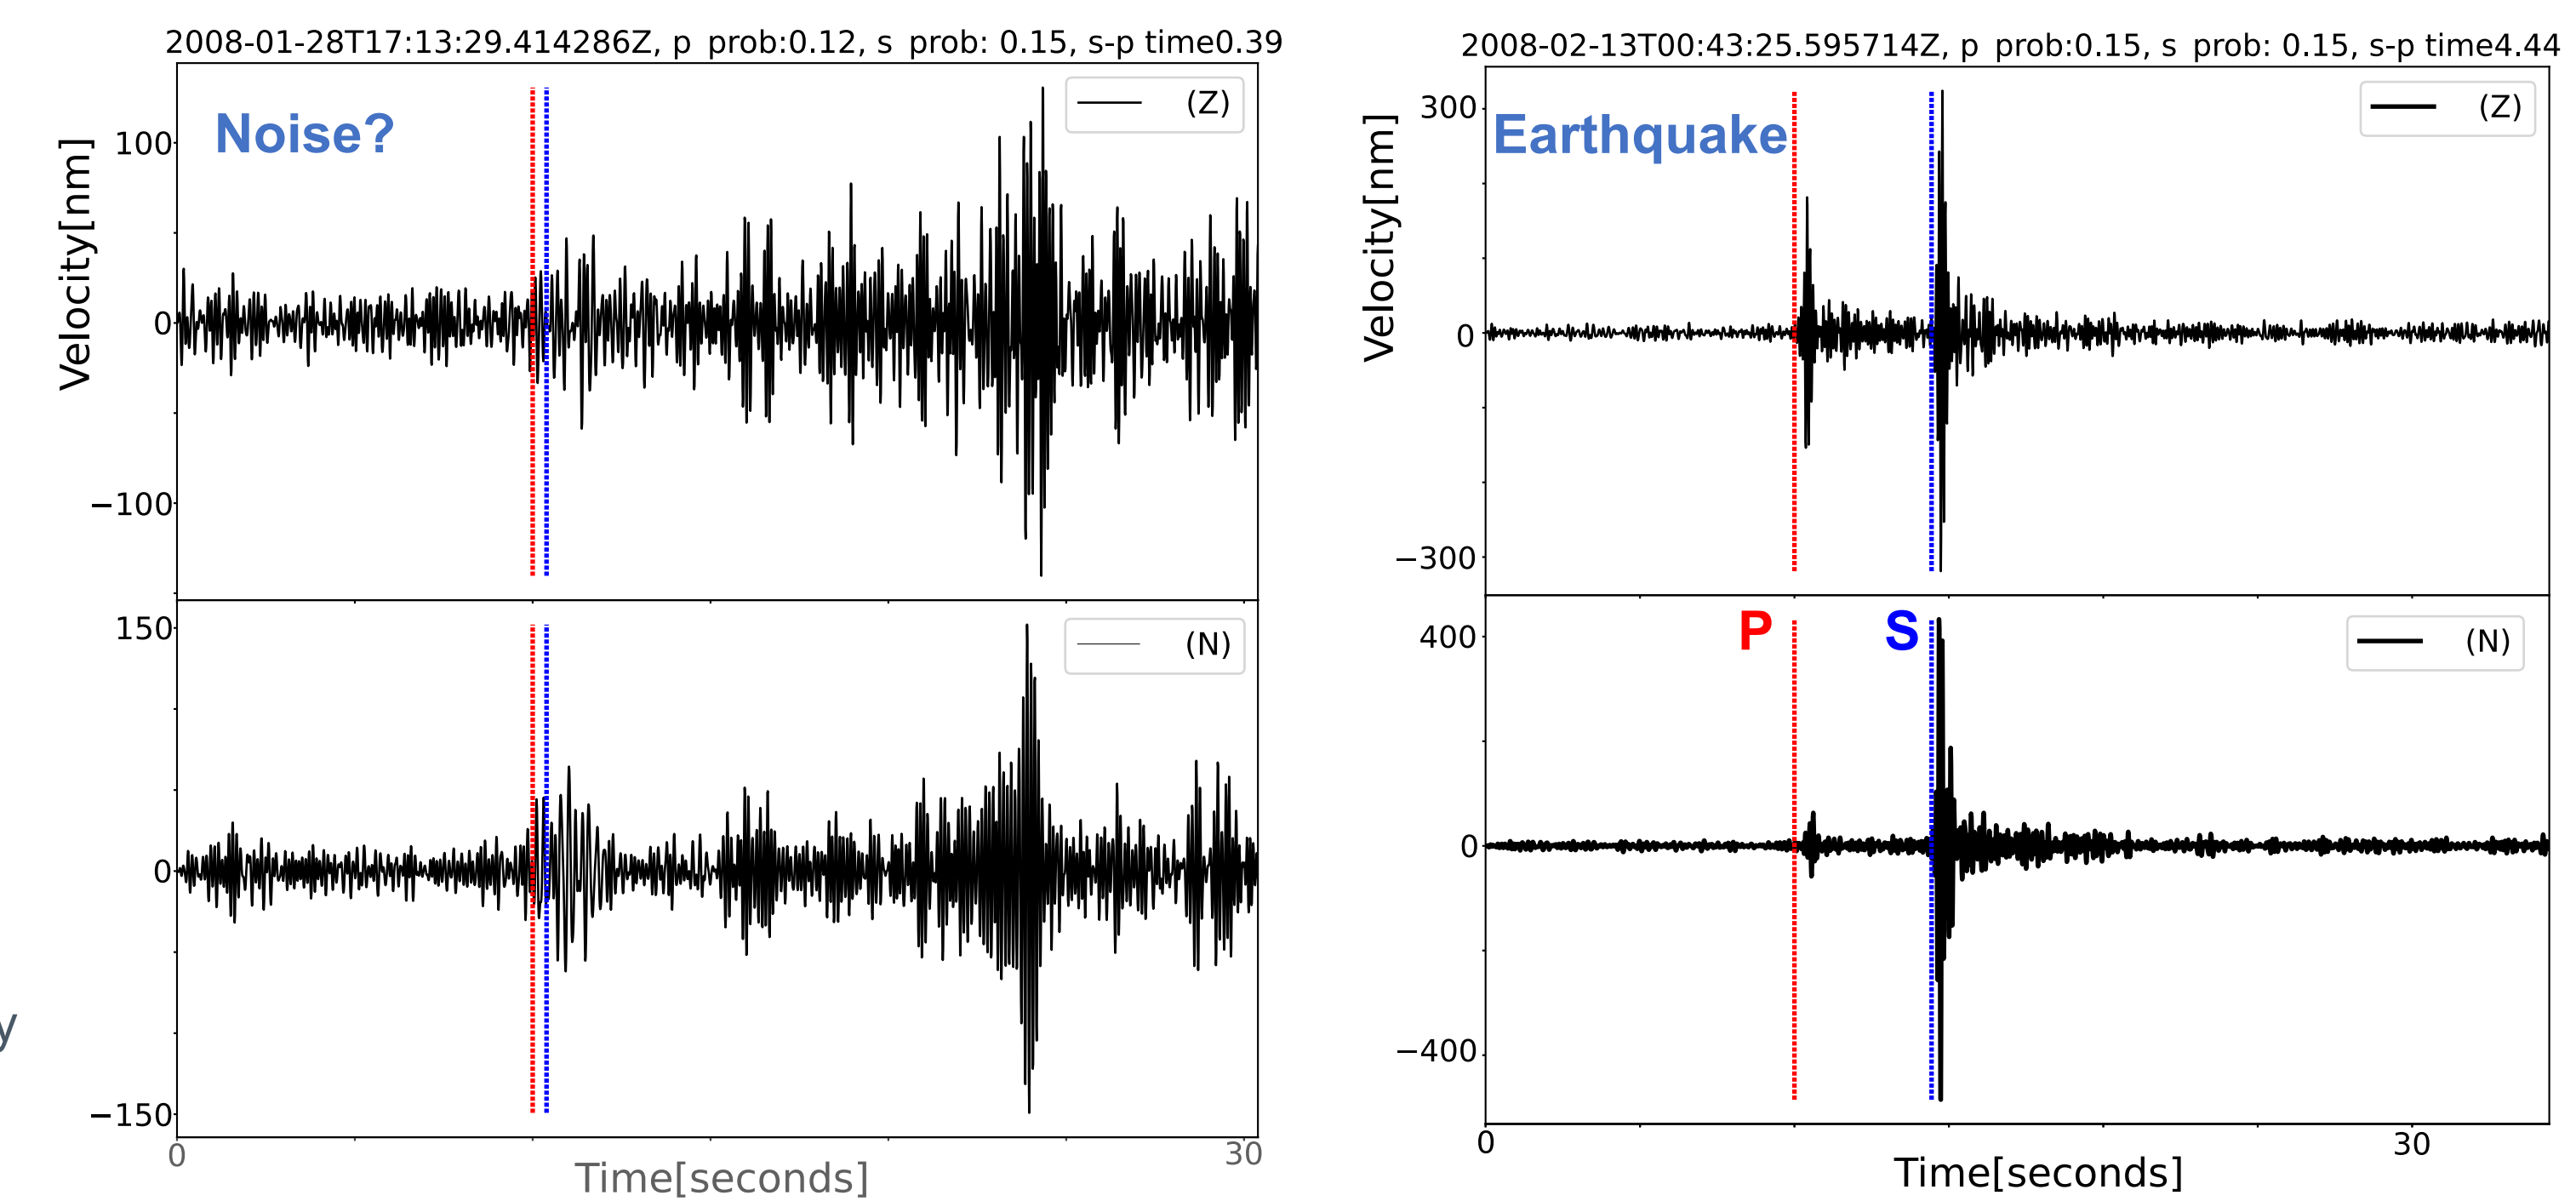 2008-01-28T17:13:29.414286Z, p prob:0.12, s prob: 0.15, s-p time0.39
Noise?
(Z)
Velocity[nm]
100
0
−100
(N)
150
0
−150
0
30
Time[seconds]
y
2008-02-13T00:43:25.595714Z, p prob:0.15, s prob: 0.15, s-p time4.44
Earthquake
(Z)
Velocity[nm]
300
0
−300
P
S
(N)
400
0
−400
0
30
Time[seconds]